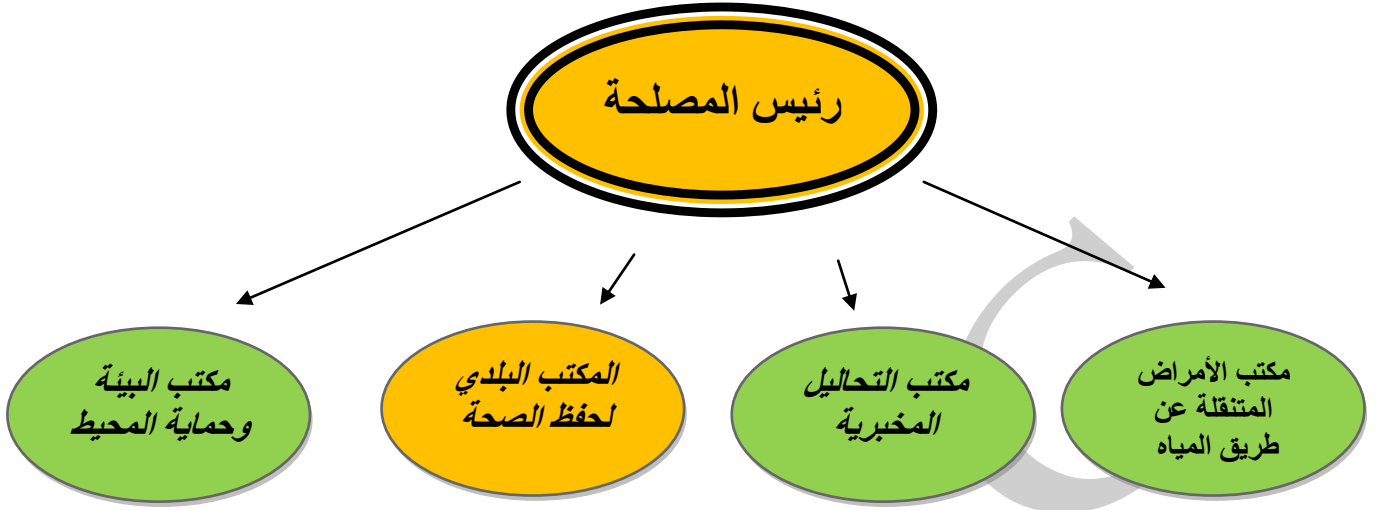 رئيس المصلحة
مكتب الأمراض
المتنقلة عن
طريق المياه
مكتب التحاليل
المخبرية
المكتب البلدي
لحفظ الصحة
مكتب البيئة
وحماية المحيط